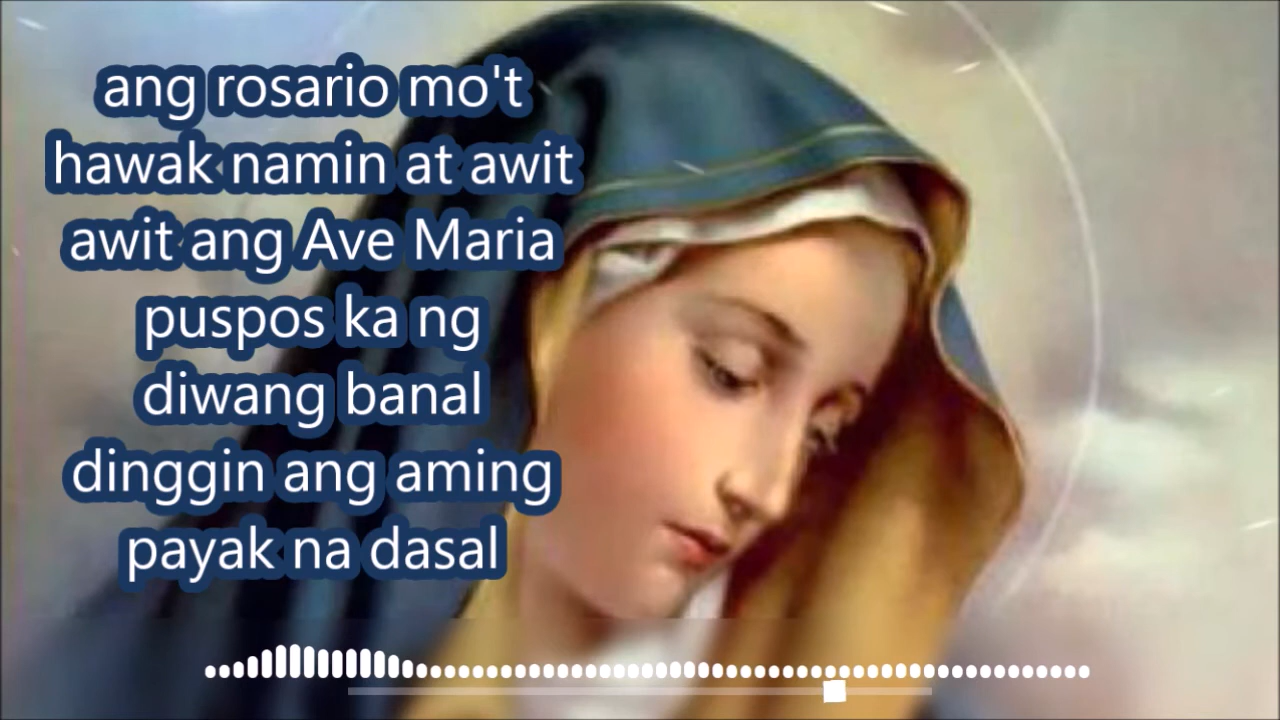 ang rosario mo't
hawak namin at awit
awit ang Ave Maria
puspos ka ng
diwang banal
dinggin ang aming
payak na dasal